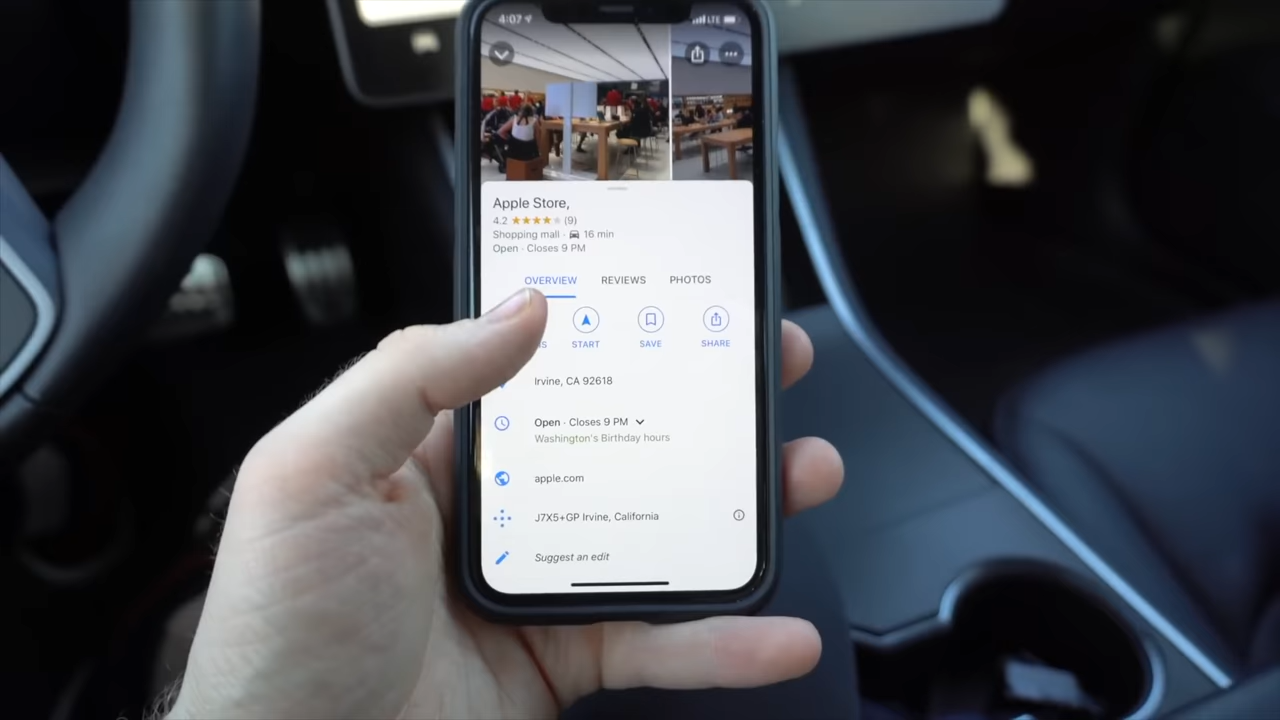 4:07 LTE
Apple Store,
4.2 (9)
Shopping mall · 16 min
Open · Closes 9 PM
OVERVIEW REVIEWS PHOTOS
START SAVE SHARE
Irvine, CA 92618
Open · Closes 9 PM
Washington's Birthday hours
apple.com
J7X5+GP Irvine, California
Suggest an edit